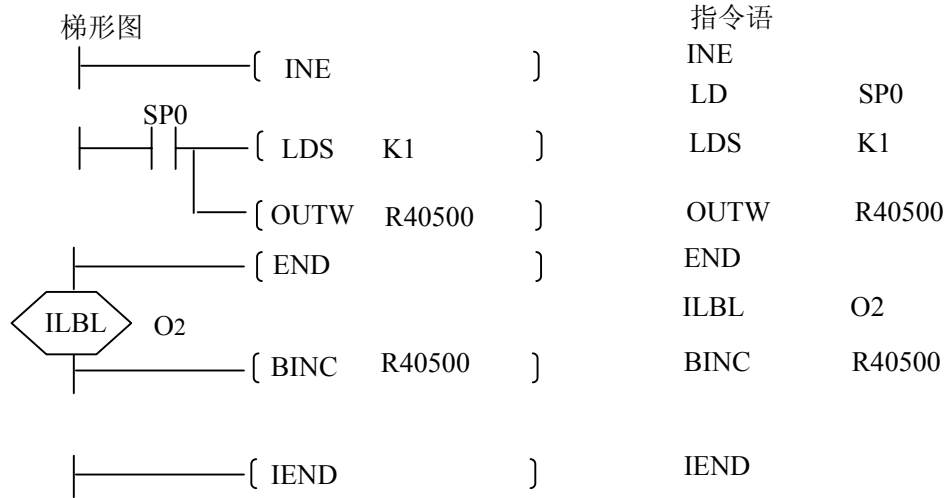 梯形图 指令语
INE INE
LD SP0
SP0
LDS K1 LDS K1
OUTW R40500 OUTW R40500
END END
ILBL O2 ILBL O2
BINC R40500 BINC R40500
IEND IEND